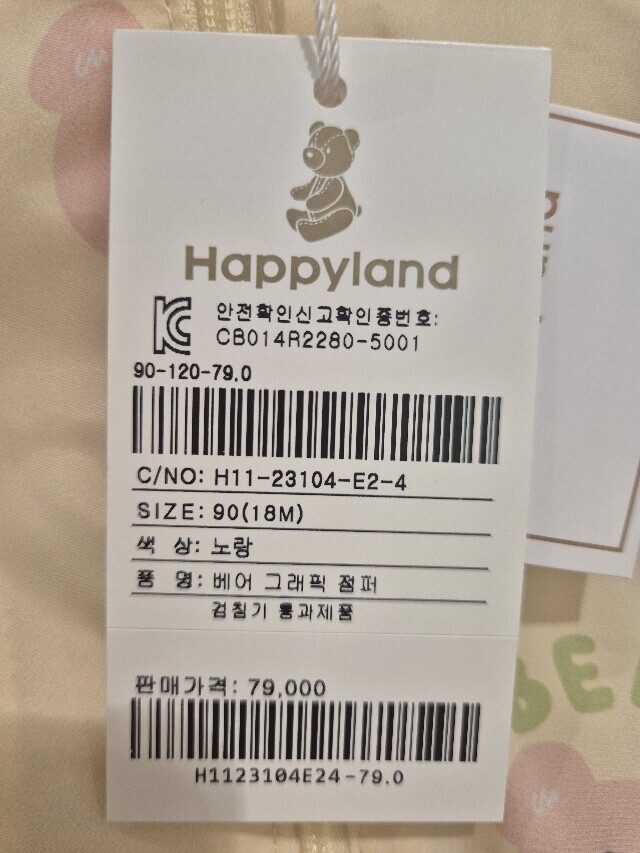 Happyland
안전확인신고확인증번호:
CB014R2280-5001
90-120-79.0
C/NO: H11-23104-E2-4
SIZE: 90(18M)
색 상: 노랑
품 명: 베어 그래픽 점퍼
검침기 통과제품
판매가격: 79,000
H1123104E24-79.0